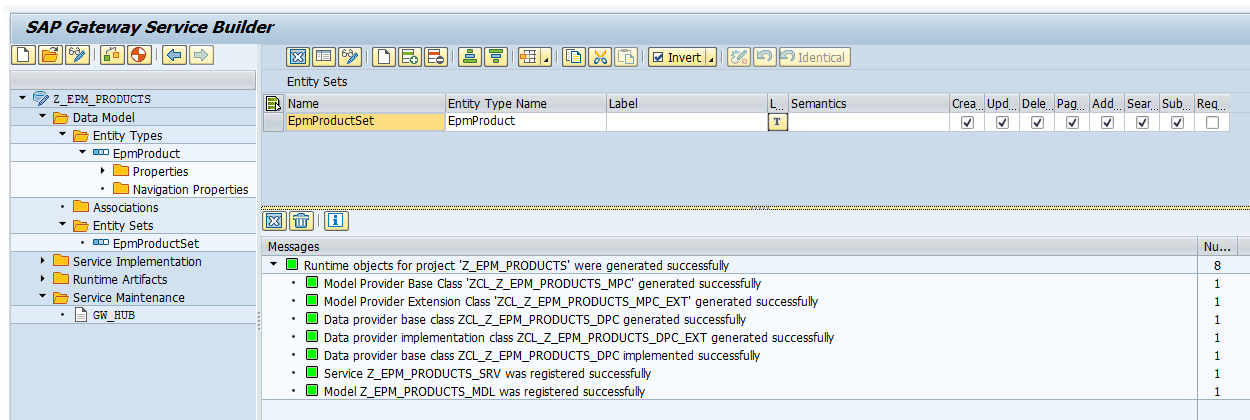 SAP Gateway Service Builder
Invert
Identical
Entity Sets
Name Entity Type Name Label L... Semantics Crea... Upd... Dele... Pag... Add... Sear... Sub... Req...
EpmProductSet EpmProduct T
Z_EPM_PRODUCTS
Data Model
Entity Types
EpmProduct
Properties
Navigation Properties
Associations
Entity Sets
EpmProductSet
Service Implementation
Runtime Artifacts
Service Maintenance
GW_HUB
Messages Nu...
Runtime objects for project 'Z_EPM_PRODUCTS' were generated successfully 8
Model Provider Base Class 'ZCL_Z_EPM_PRODUCTS_MPC' generated successfully 1
Model Provider Extension Class 'ZCL_Z_EPM_PRODUCTS_MPC_EXT' generated successfully 1
Data provider base class ZCL_Z_EPM_PRODUCTS_DPC generated successfully 1
Data provider implementation class ZCL_Z_EPM_PRODUCTS_DPC_EXT generated successfully 1
Data provider base class ZCL_Z_EPM_PRODUCTS_DPC implemented successfully 1
Service Z_EPM_PRODUCTS_SRV was registered successfully 1
Model Z_EPM_PRODUCTS_MDL was registered successfully 1